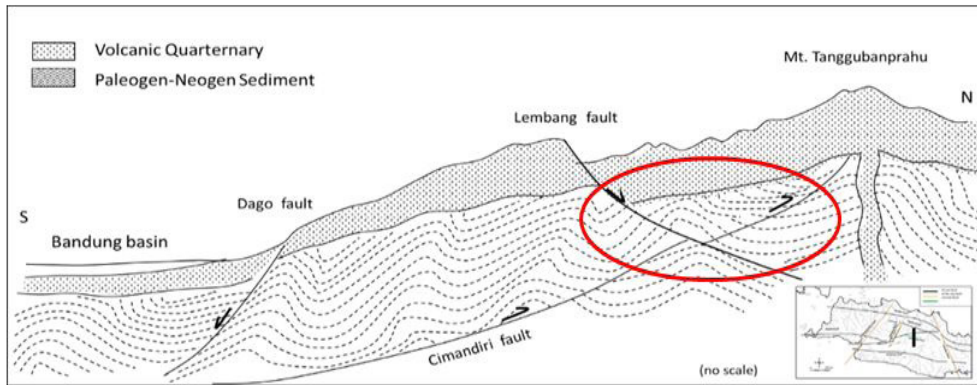 Volcanic Quarternary
Paleogen-Neogen Sediment
Mt. Tanggubanprahu
N
Lembang fault
Dago fault
S
Bandung basin
Cimandiri fault
(no scale)